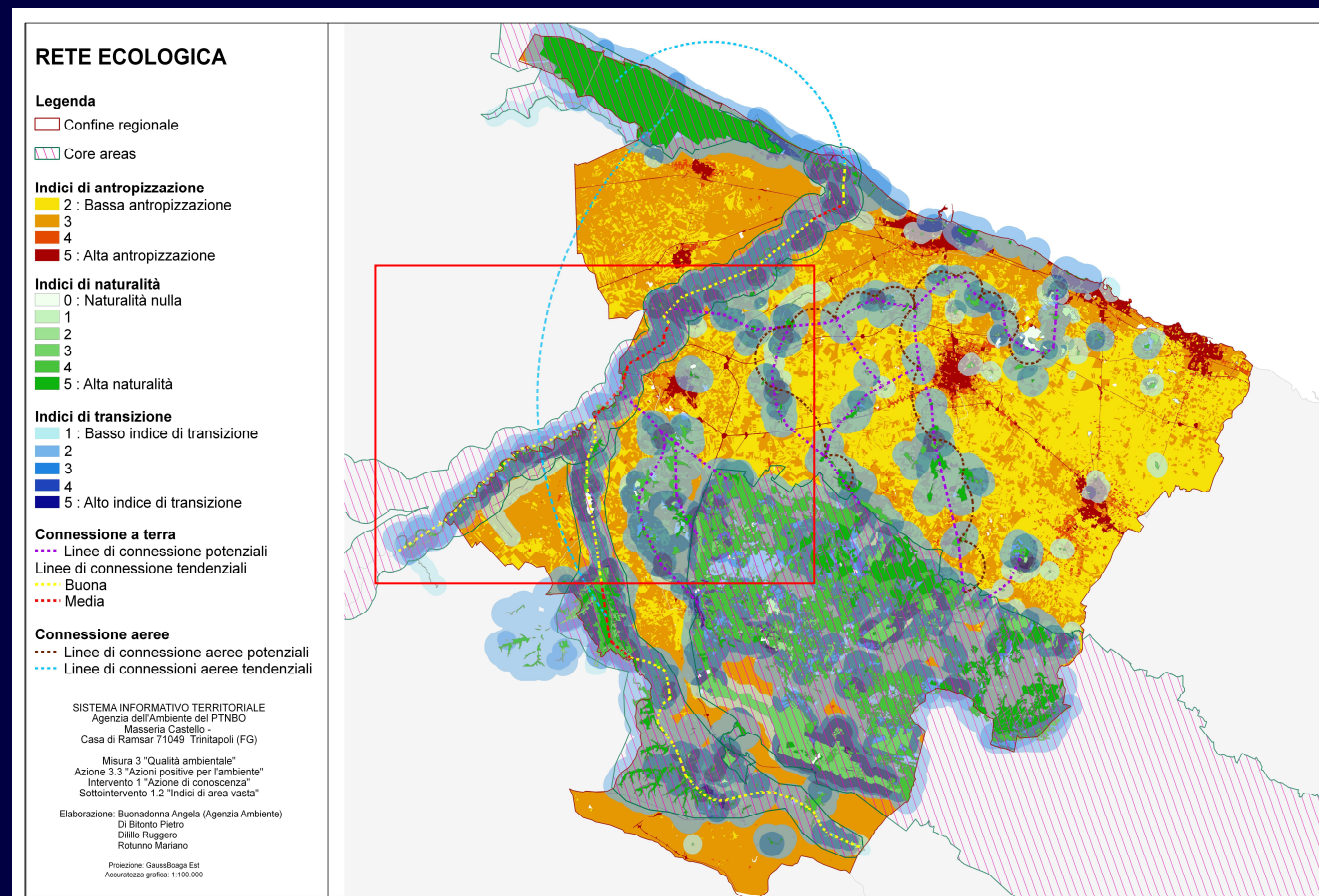 RETE ECOLOGICA
Legenda
Confine regionale
Core areas
Indici di antropizzazione
2 : Bassa antropizzazione
3
4
5 : Alta antropizzazione
Indici di naturalità
0 : Naturalità nulla
1
2
3
4
5 : Alta naturalità
Indici di transizione
1 : Basso indice di transizione
2
3
4
5 : Alto indice di transizione
Connessione a terra
Linee di connessione potenziali
Linee di connessione tendenziali
Buona
Media
Connessione aeree
Linee di connessione aeree potenziali
Linee di connessioni aeree tendenziali
SISTEMA INFORMATIVO TERRITORIALE
Agenzia dell'Ambiente del PTNBO
Masseria Castello -
Casa di Ramsar 71049 Trinitapoli (FG)
Misura 3 "Qualità ambientale"
Azione 3.3 "Azioni positive per l'ambiente"
Intervento 1 "Azione di conoscenza"
Sottointervento 1.2 "Indici di area vasta"
Elaborazione: Buonadonna Angela (Agenzia Ambiente)
Di Bitonto Pietro
Dilillo Ruggero
Rotunno Mariano
Proiezione: GaussBoaga Est
Accuratezza grafica: 1:100.000